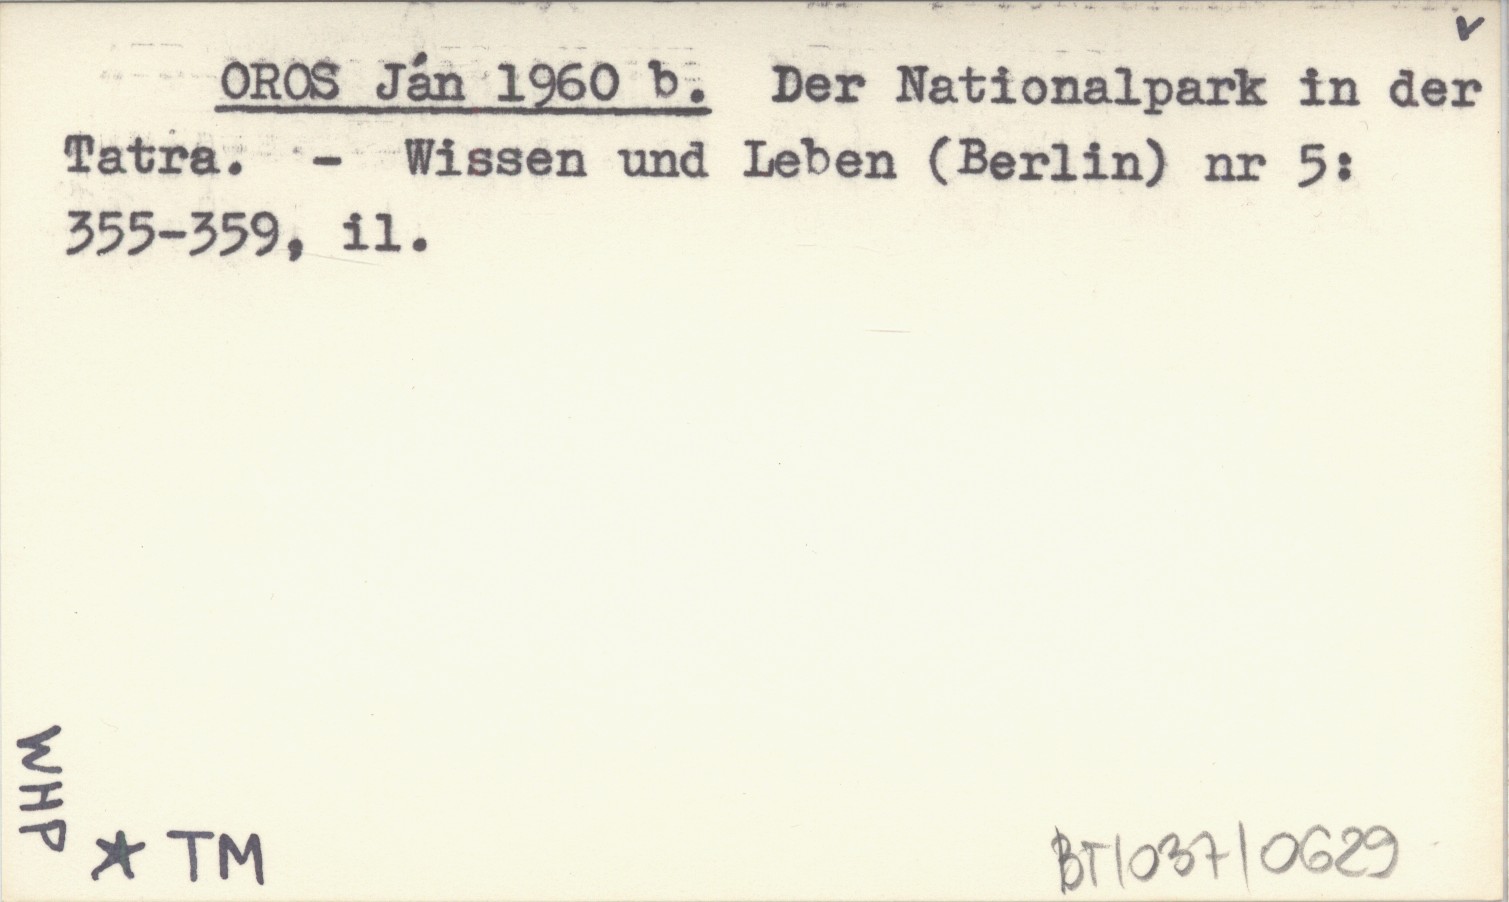 v
OROS Ján 1960 b. Der Nationalpark in der
Tatra. - Wissen und Leben (Berlin) nr 5:
355-359, il.
WHP
★ TM
BT/037/0629